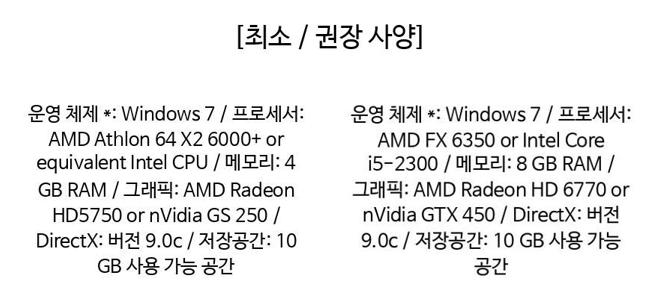 [최소 / 권장 사양]
운영 체제 *: Windows 7 / 프로세서:
AMD Athlon 64 X2 6000+ or
equivalent Intel CPU / 메모리: 4
GB RAM / 그래픽: AMD Radeon
HD5750 or nVidia GS 250 /
DirectX: 버전 9.0c / 저장공간: 10
GB 사용 가능 공간
운영 체제 *: Windows 7 / 프로세서:
AMD FX 6350 or Intel Core
i5-2300 / 메모리: 8 GB RAM /
그래픽: AMD Radeon HD 6770 or
nVidia GTX 450 / DirectX: 버전
9.0c / 저장공간: 10 GB 사용 가능
공간